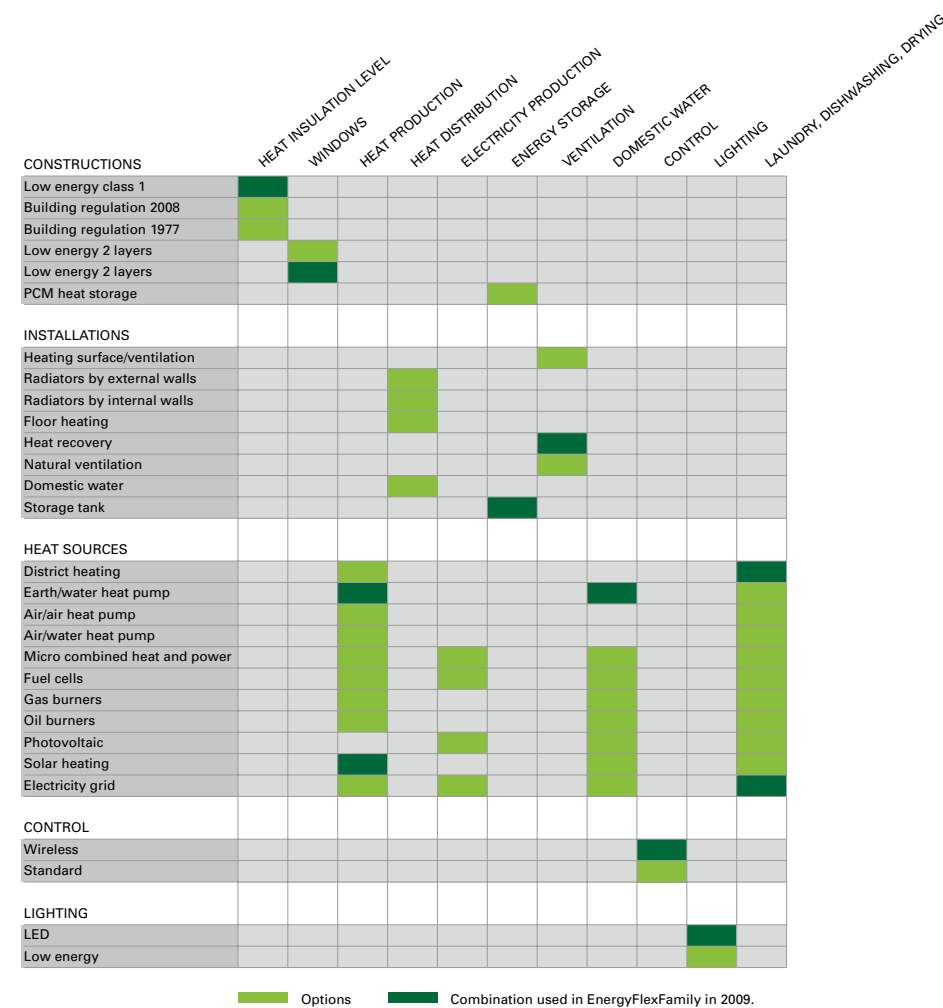 HEAT INSULATION LEVEL
WINDOWS
HEAT PRODUCTION
HEAT DISTRIBUTION
ELECTRICITY PRODUCTION
ENERGY STORAGE
VENTILATION
DOMESTIC WATER
CONTROL
LIGHTING
LAUNDRY, DISHWASHING, DRYING
CONSTRUCTIONS
Low energy class 1
Building regulation 2008
Building regulation 1977
Low energy 2 layers
Low energy 2 layers
PCM heat storage
INSTALLATIONS
Heating surface/ventilation
Radiators by external walls
Radiators by internal walls
Floor heating
Heat recovery
Natural ventilation
Domestic water
Storage tank
HEAT SOURCES
District heating
Earth/water heat pump
Air/air heat pump
Air/water heat pump
Micro combined heat and power
Fuel cells
Gas burners
Oil burners
Photovoltaic
Solar heating
Electricity grid
CONTROL
Wireless
Standard
LIGHTING
LED
Low energy
Options
Combination used in EnergyFlexFamily in 2009.